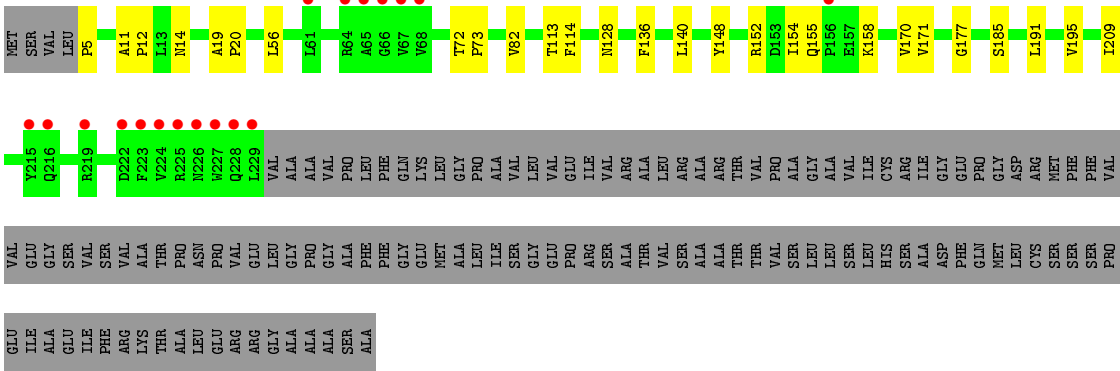 MET SER VAL LEU P5 A11 P12 L13 N14 A19 P20 L56 L61 R64 A65 G66 V67 V68 T72 P73 V82 T113 F114 N128 F136 L140 Y148 R152 D153 I154 Q155 P156 E157 K158 V170 V171 G177 S185 L191 V195 I209
Y215 Q216 R219 D222 F223 V224 R225 N226 W227 Q228 L229 VAL ALA ALA VAL PRO LEU PHE GLN LYS LEU GLY PRO ALA VAL LEU VAL GLU ILE VAL ARG ALA LEU ARG ALA ARG THR VAL PRO ALA GLY ALA VAL ILE CYS ARG ILE GLY GLU PRO GLY ASP ARG MET PHE PHE VAL
VAL GLU GLY SER VAL SER VAL ALA THR PRO ASN PRO VAL GLU LEU GLY PRO GLY ALA PHE PHE GLY GLU MET ALA LEU ILE SER GLY GLU PRO ARG SER ALA THR VAL SER ALA ALA THR THR VAL SER LEU LEU SER LEU HIS SER ALA ASP PHE GLN MET LEU CYS SER SER SER PRO
GLU ILE ALA GLU ILE PHE ARG LYS THR ALA LEU GLU ARG ARG GLY ALA ALA ALA SER ALA